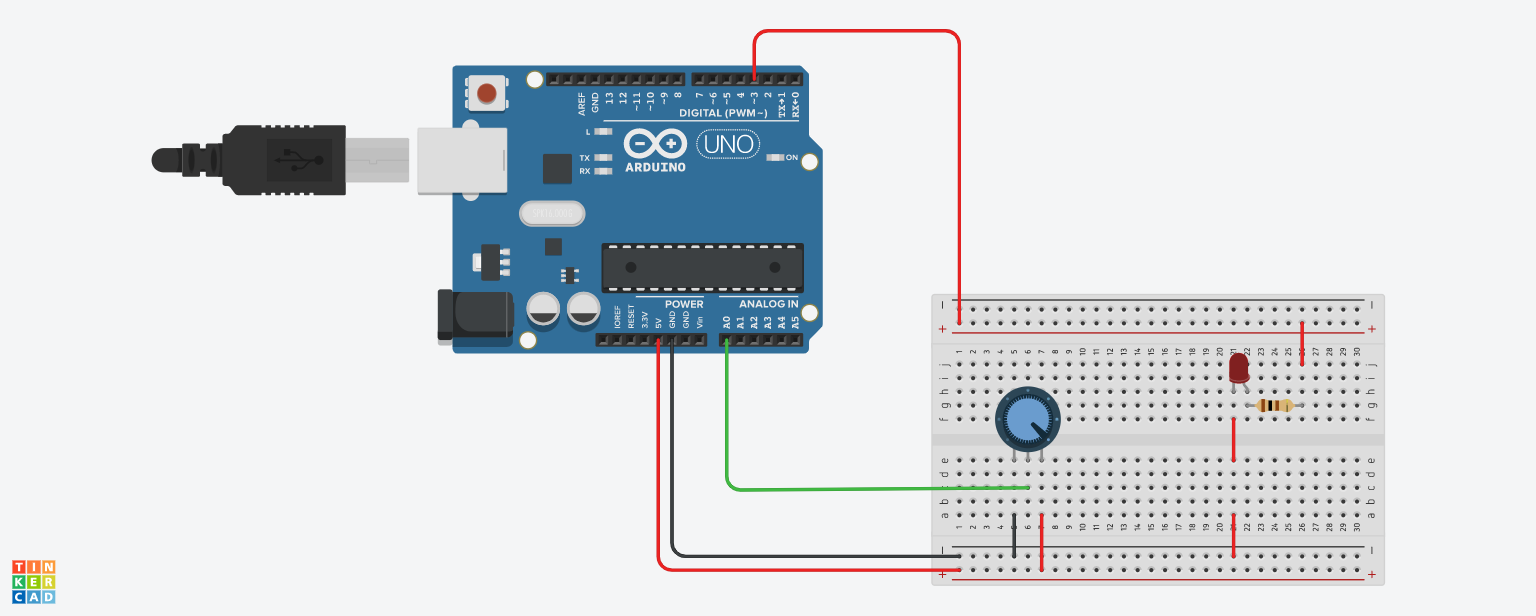 AREF GND 13 12 ~11 ~10 ~9 8 7 ~6 ~5 4 ~3 2 TX→1 RX←0
DIGITAL (PWM~)
L
TX
RX
ARDUINO
UNO
ON
POWER
ANALOG IN
IOREF RESET 3.3V 5V GND GND Vin A0 A1 A2 A3 A4 A5
− −
+ +
1 2 3 4 5 6 7 8 9 10 11 12 13 14 15 16 17 18 19 20 21 22 23 24 25 26 27 28 29 30
j j
i i
h h
g g
f f
e e
d d
c c
b b
a a
1 2 3 4 5 6 7 8 9 10 11 12 13 14 15 16 17 18 19 20 21 22 23 24 25 26 27 28 29 30
− −
+ +
TIN
KER
CAD